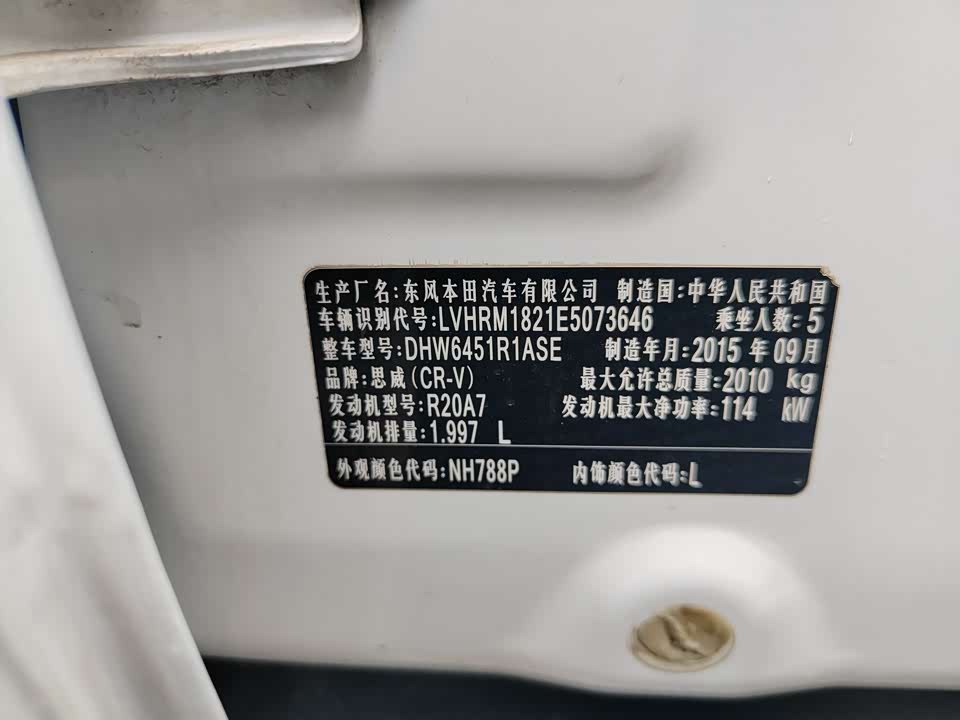 生产厂名:东风本田汽车有限公司 制造国:中华人民共和国
车辆识别代号:LVHRM1821E5073646 乘坐人数:5
整车型号:DHW6451R1ASE 制造年月:2015 年 09 月
品牌:思威(CR-V) 最大允许总质量:2010 kg
发动机型号:R20A7 发动机最大净功率:114 kW
发动机排量:1.997 L
外观颜色代码:NH788P 内饰颜色代码:L